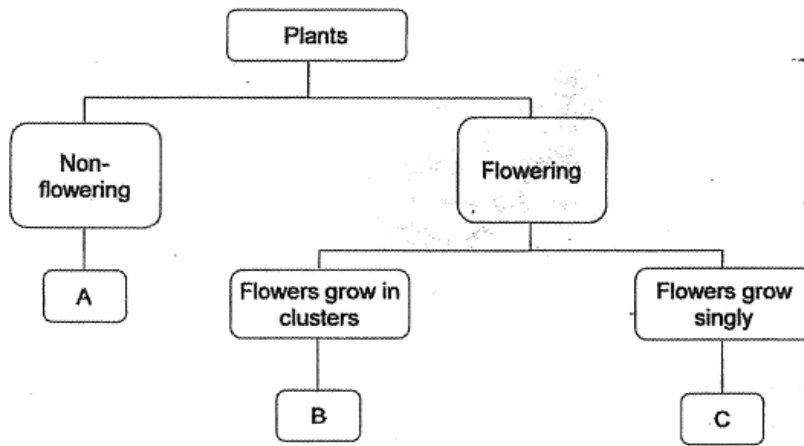 Plants
Non-
flowering
Flowering
A
Flowers grow in
clusters
Flowers grow
singly
B
C